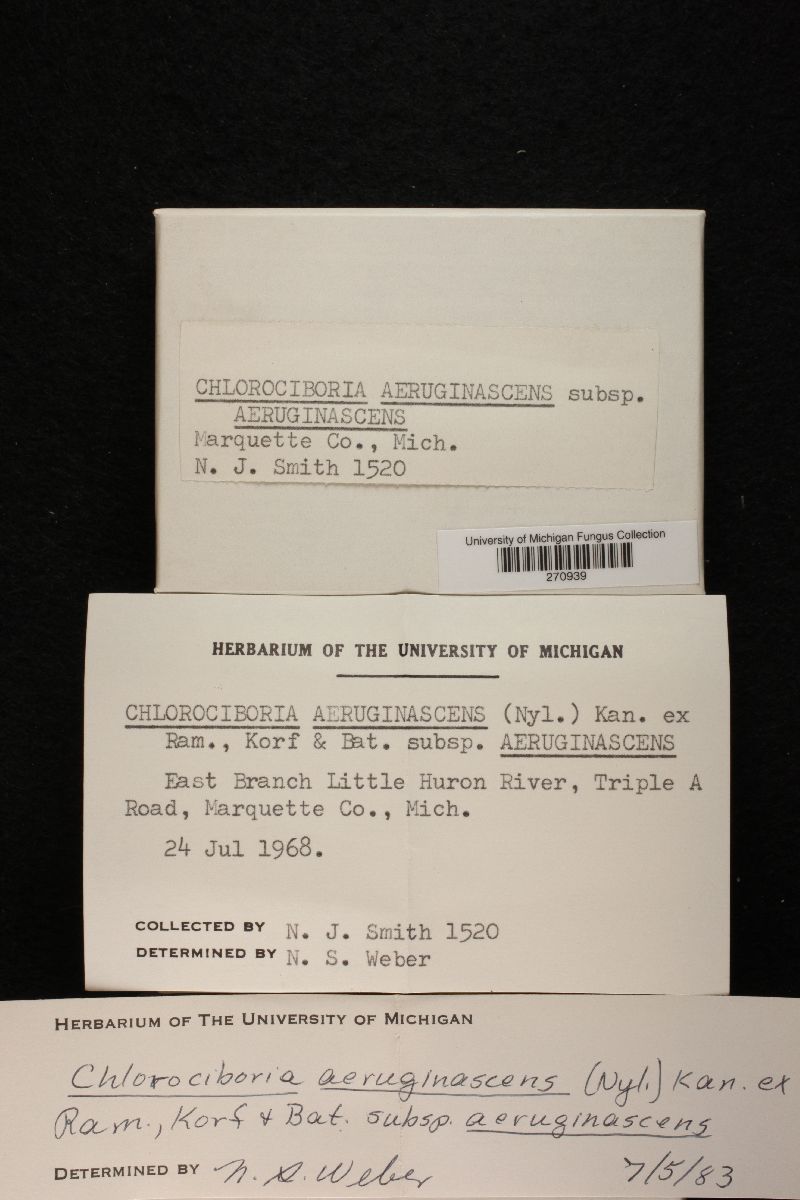 CHLOROCIBORIA AERUGINASCENS subsp.
AERUGINASCENS
Marquette Co., Mich.
N. J. Smith 1520
University of Michigan Fungus Collection
270939
HERBARIUM OF THE UNIVERSITY OF MICHIGAN
CHLOROCIBORIA AERUGINASCENS (Nyl.) Kan. ex
Ram., Korf & Bat. subsp. AERUGINASCENS
East Branch Little Huron River, Triple A
Road, Marquette Co., Mich.
24 Jul 1968.
COLLECTED BY N. J. Smith 1520
DETERMINED BY N. S. Weber
HERBARIUM OF THE UNIVERSITY OF MICHIGAN
Chlorociboria aeruginascens (Nyl.) Kan. ex
Ram., Korf & Bat. subsp. aeruginascens
DETERMINED BY N. S. Weber 7/5/83